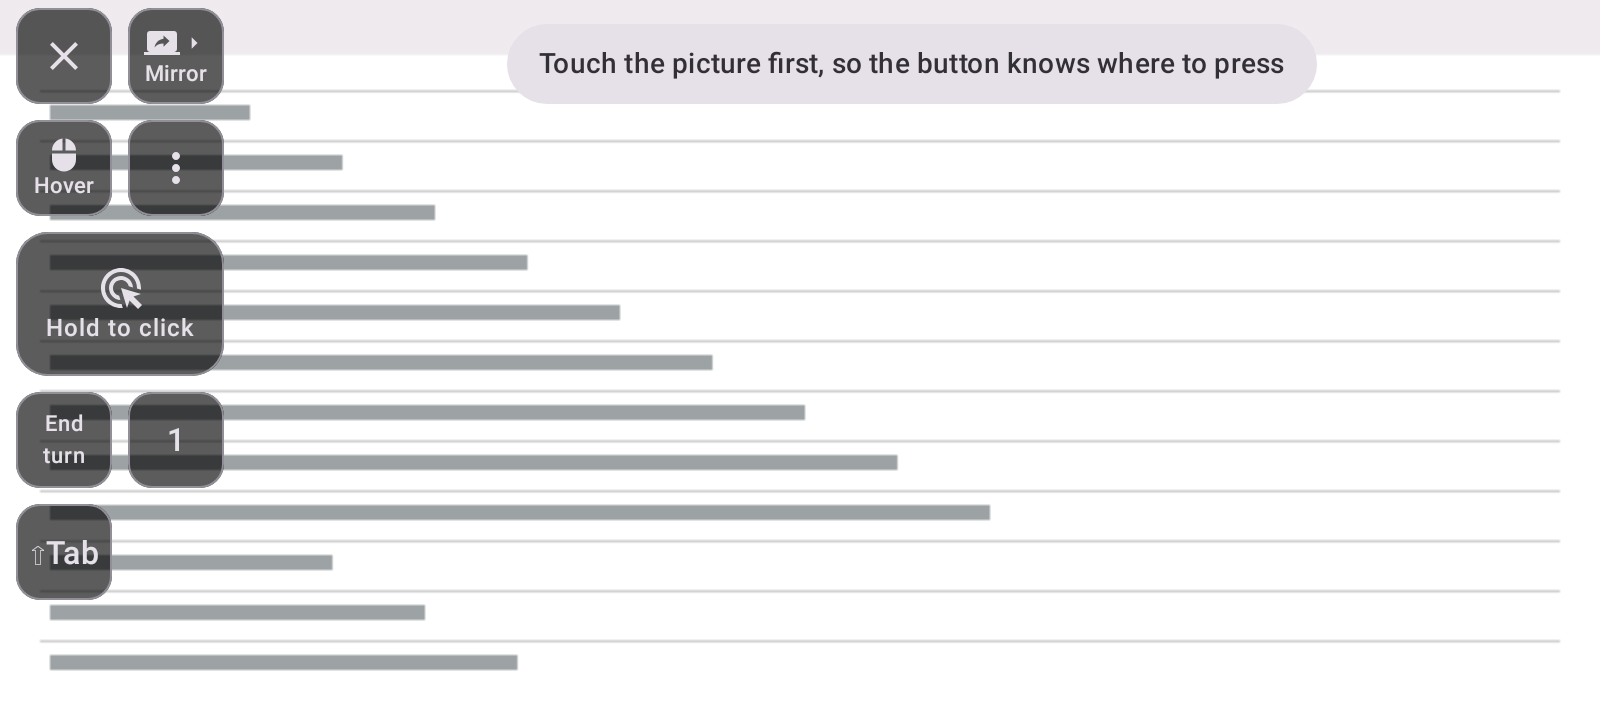 Mirror
Touch the picture first, so the button knows where to press
Hover
Hold to click
End
turn
1
⇧Tab